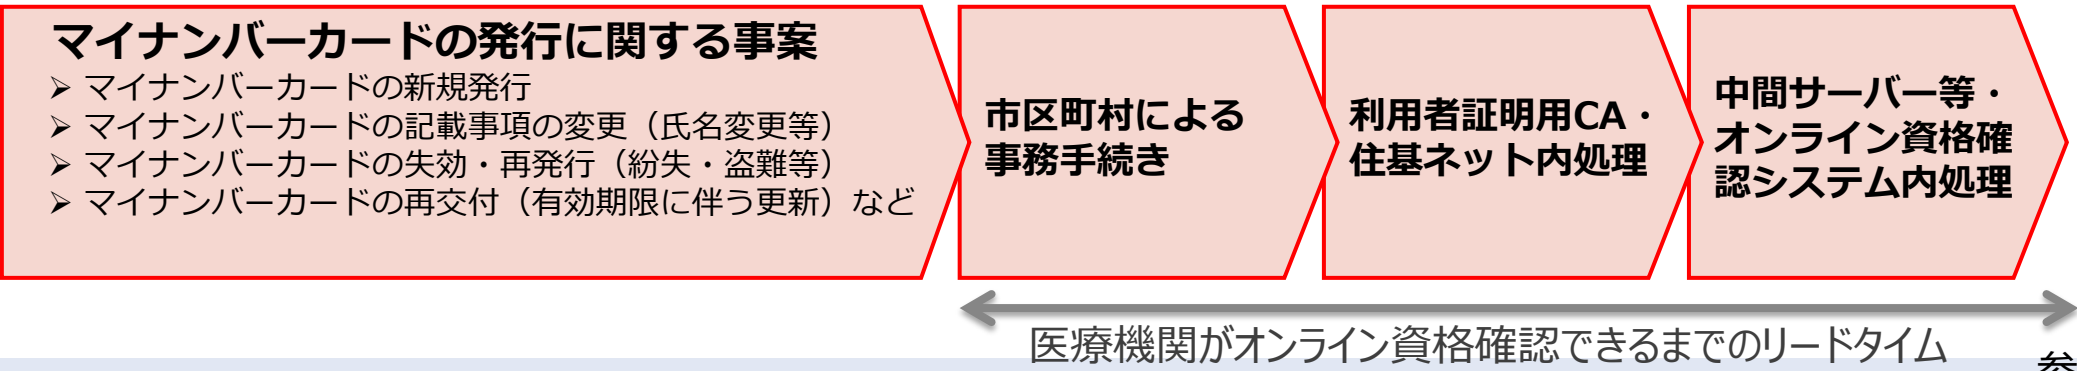 マイナンバーカードの発行に関する事案
➢ マイナンバーカードの新規発行
➢ マイナンバーカードの記載事項の変更（氏名変更等）
➢ マイナンバーカードの失効・再発行（紛失・盗難等）
➢ マイナンバーカードの再交付（有効期限に伴う更新）など
市区町村による
事務手続き
利用者証明用CA・
住基ネット内処理
中間サーバー等・
オンライン資格確
認システム内処理
医療機関がオンライン資格確認できるまでのリードタイム